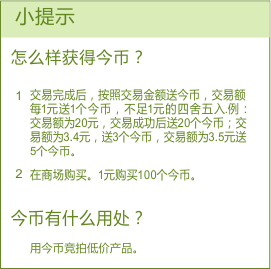 小提示
怎么样获得今币？
1 交易完成后，按照交易金额送今币，交易额
每1元送1个今币，不足1元的四舍五入.例：
交易额为20元，交易成功后送20个今币；交
易额为3.4元，送3个今币，交易额为3.5元送
5个今币。
2 在商场购买。1元购买100个今币。
今币有什么用处？
用今币竞拍低价产品。